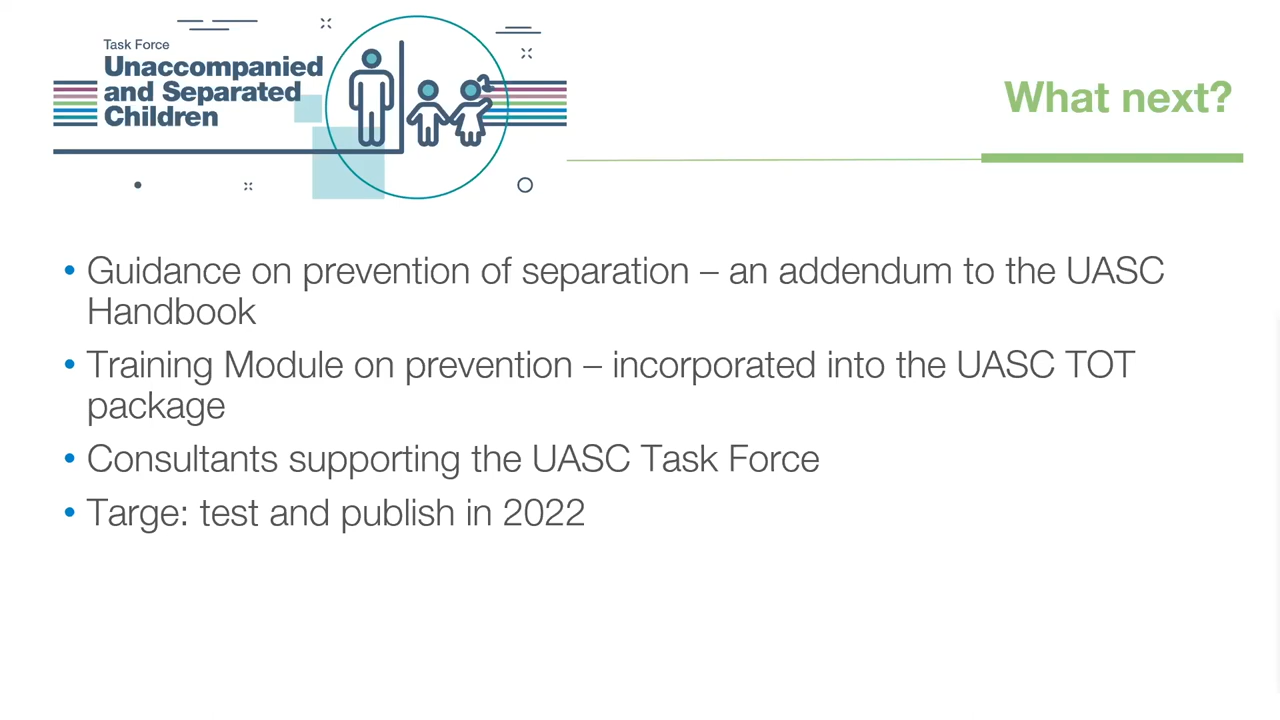 Task Force
Unaccompanied
and Separated
Children
What next?
• Guidance on prevention of separation – an addendum to the UASC
Handbook
• Training Module on prevention – incorporated into the UASC TOT
package
• Consultants supporting the UASC Task Force
• Targe: test and publish in 2022